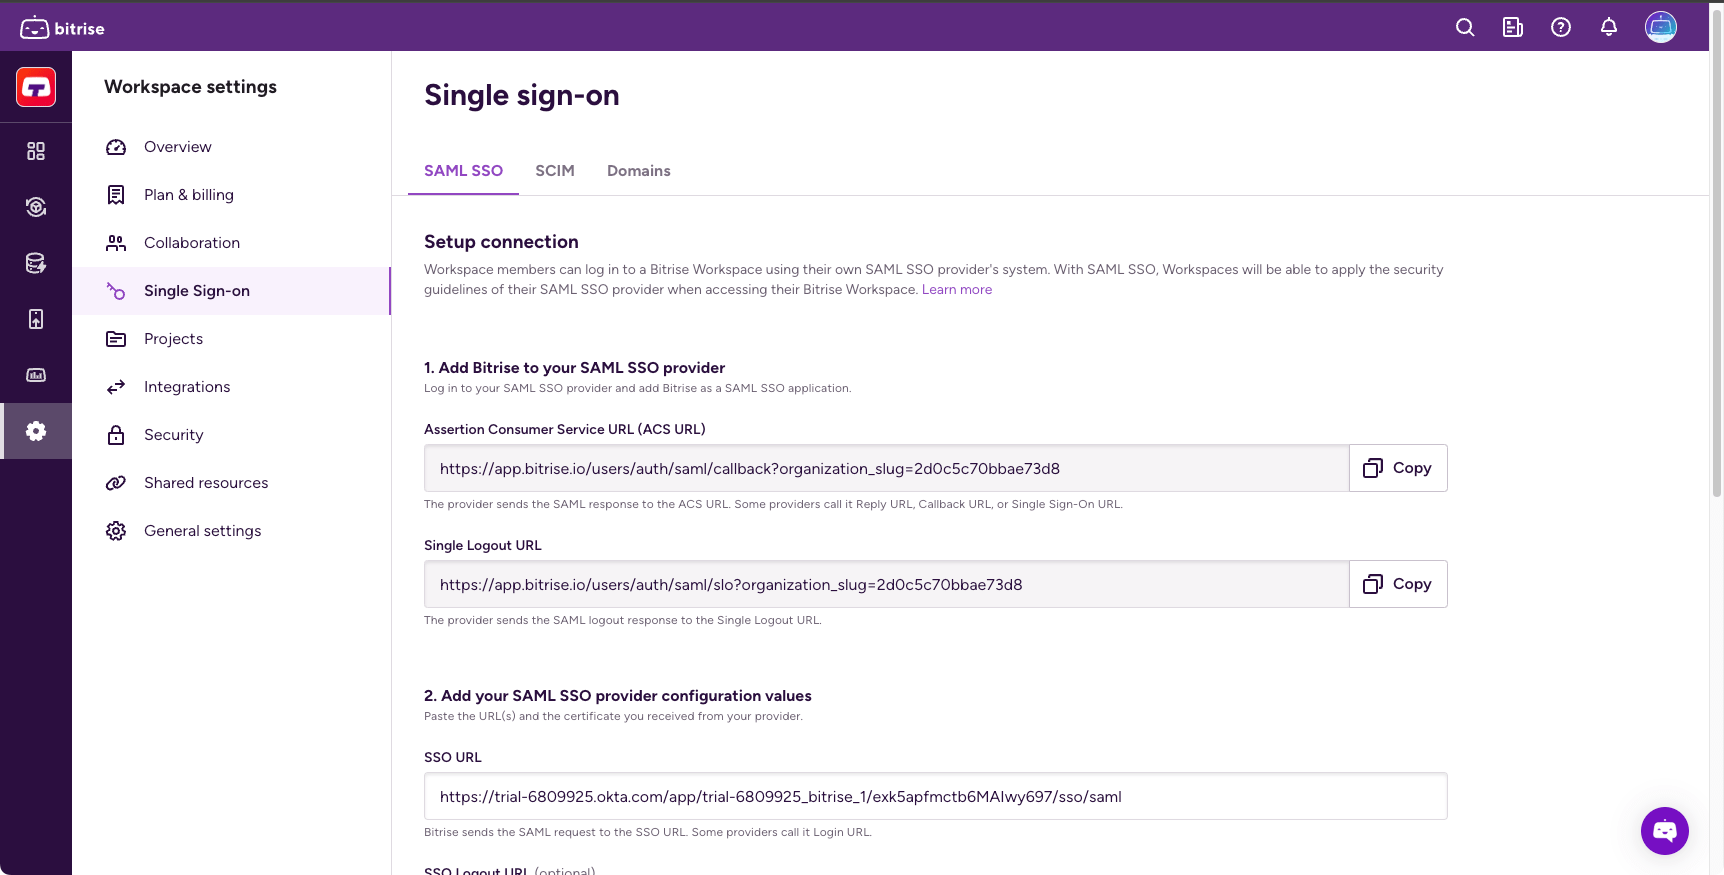 bitrise
Workspace settings
Overview
Plan & billing
Collaboration
Single Sign-on
Projects
Integrations
Security
Shared resources
General settings
Single sign-on
SAML SSO
SCIM
Domains
Setup connection
Workspace members can log in to a Bitrise Workspace using their own SAML SSO provider's system. With SAML SSO, Workspaces will be able to apply the security
guidelines of their SAML SSO provider when accessing their Bitrise Workspace. Learn more
1. Add Bitrise to your SAML SSO provider
Log in to your SAML SSO provider and add Bitrise as a SAML SSO application.
Assertion Consumer Service URL (ACS URL)
https://app.bitrise.io/users/auth/saml/callback?organization_slug=2d0c5c70bbae73d8
Copy
The provider sends the SAML response to the ACS URL. Some providers call it Reply URL, Callback URL, or Single Sign-On URL.
Single Logout URL
https://app.bitrise.io/users/auth/saml/slo?organization_slug=2d0c5c70bbae73d8
Copy
The provider sends the SAML logout response to the Single Logout URL.
2. Add your SAML SSO provider configuration values
Paste the URL(s) and the certificate you received from your provider.
SSO URL
https://trial-6809925.okta.com/app/trial-6809925_bitrise_1/exk5apfmctb6MAIwy697/sso/saml
Bitrise sends the SAML request to the SSO URL. Some providers call it Login URL.
SSO Logout URL (optional)